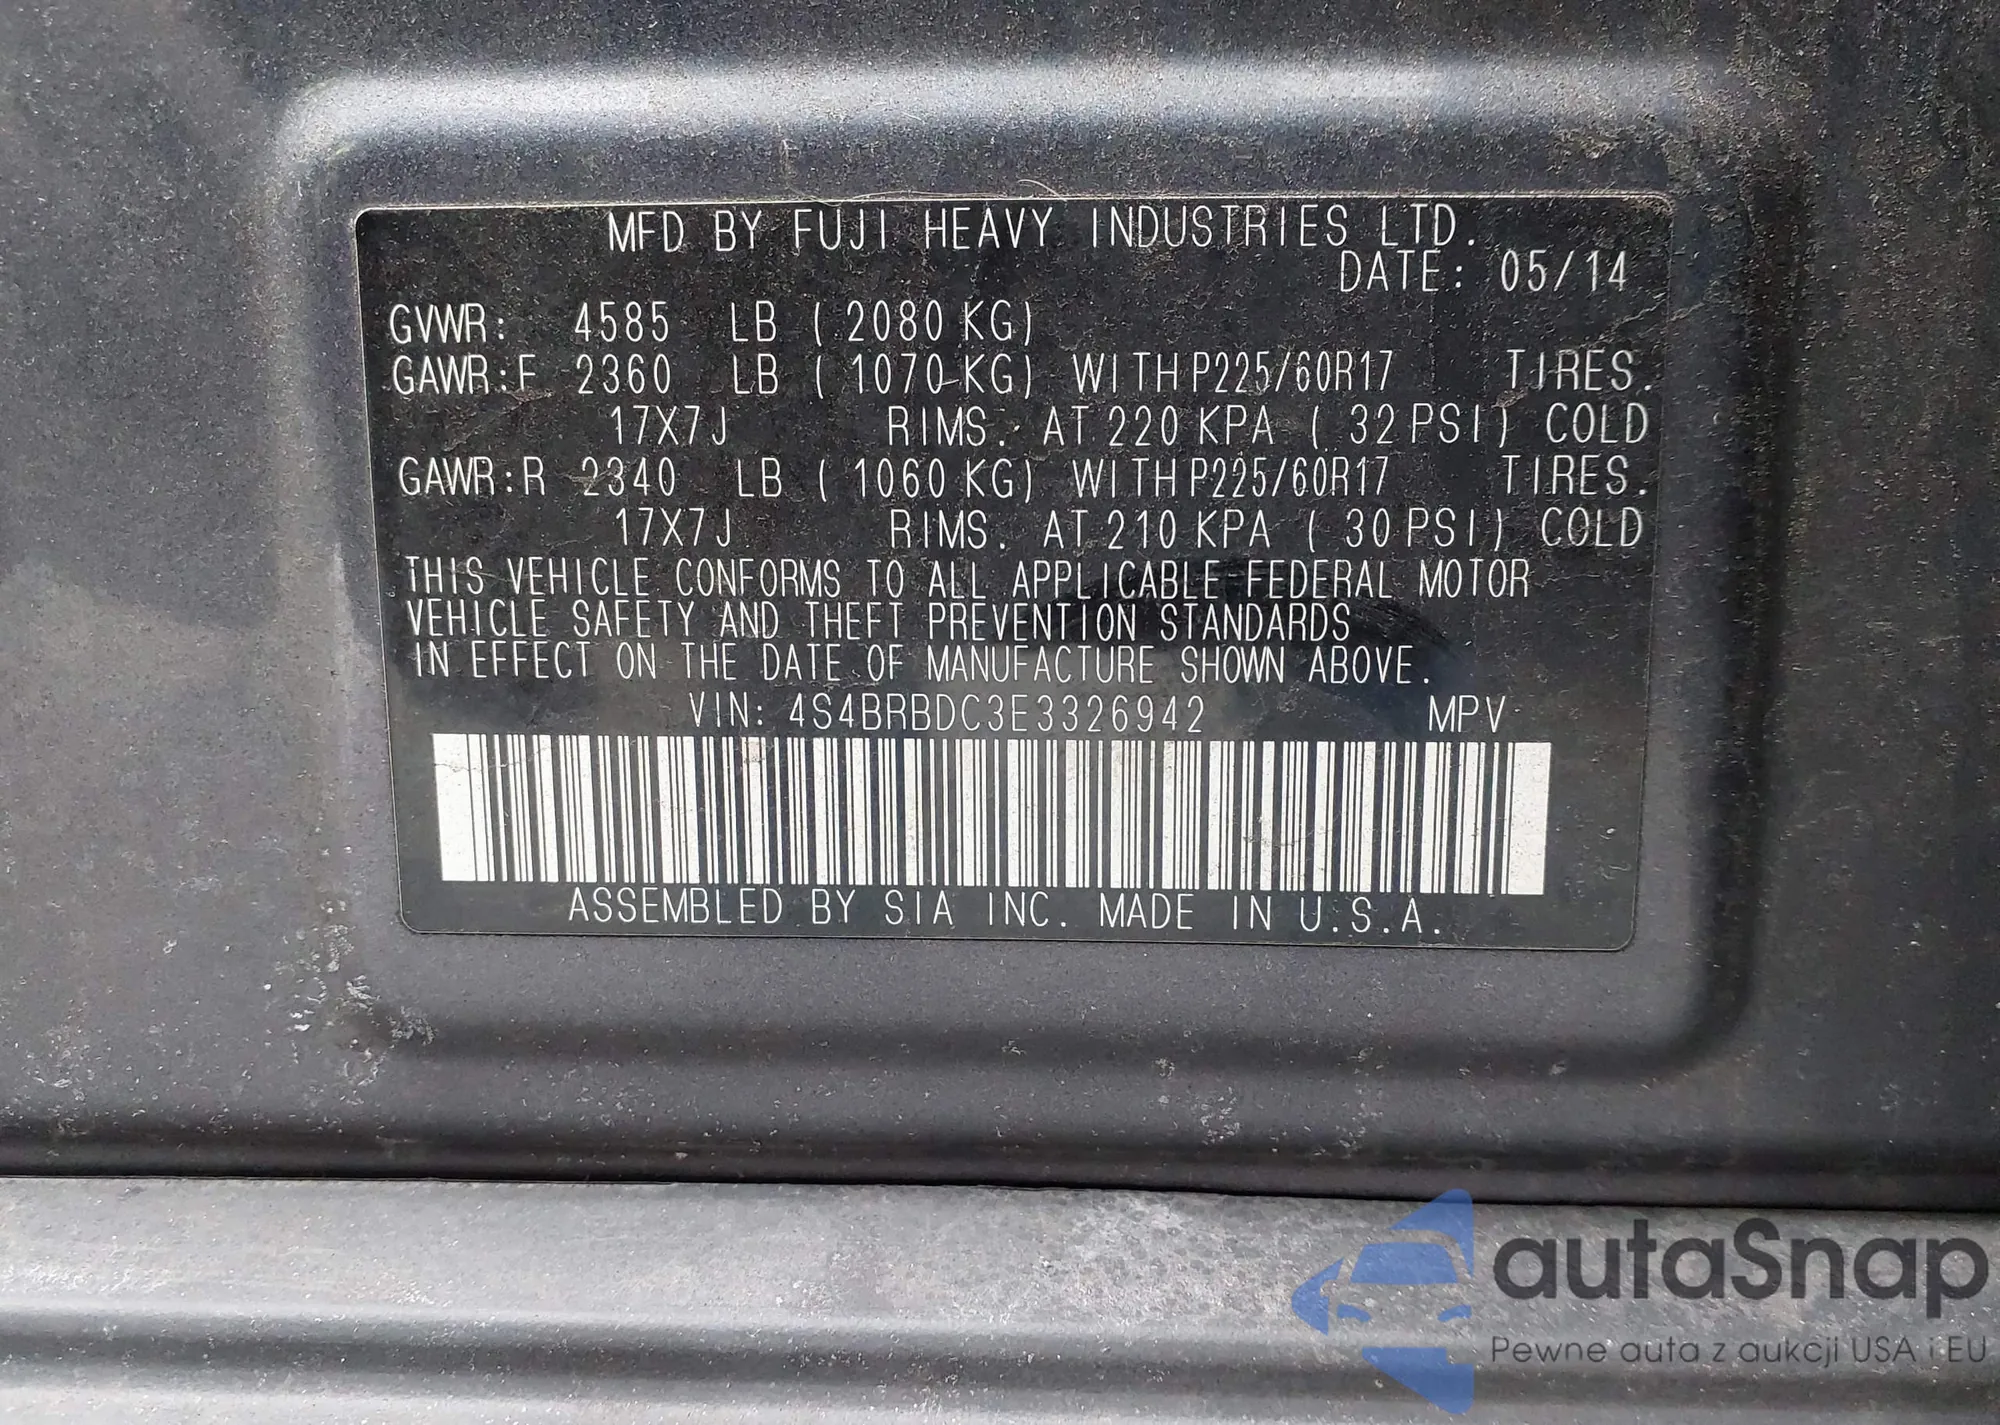 MFD BY FUJI HEAVY INDUSTRIES LTD.
DATE: 05/14
GVWR: 4585 LB ( 2080 KG)
GAWR:F 2360 LB ( 1070 KG) WITH P225/60R17 TIRES.
17X7J RIMS. AT 220 KPA ( 32 PSI) COLD
GAWR:R 2340 LB ( 1060 KG) WITH P225/60R17 TIRES.
17X7J RIMS. AT 210 KPA ( 30 PSI) COLD
THIS VEHICLE CONFORMS TO ALL APPLICABLE FEDERAL MOTOR
VEHICLE SAFETY AND THEFT PREVENTION STANDARDS
IN EFFECT ON THE DATE OF MANUFACTURE SHOWN ABOVE.
VIN: 4S4BRBDC3E3326942 MPV
ASSEMBLED BY SIA INC. MADE IN U.S.A.
autaSnap
Pewne auta z aukcji USA i EU